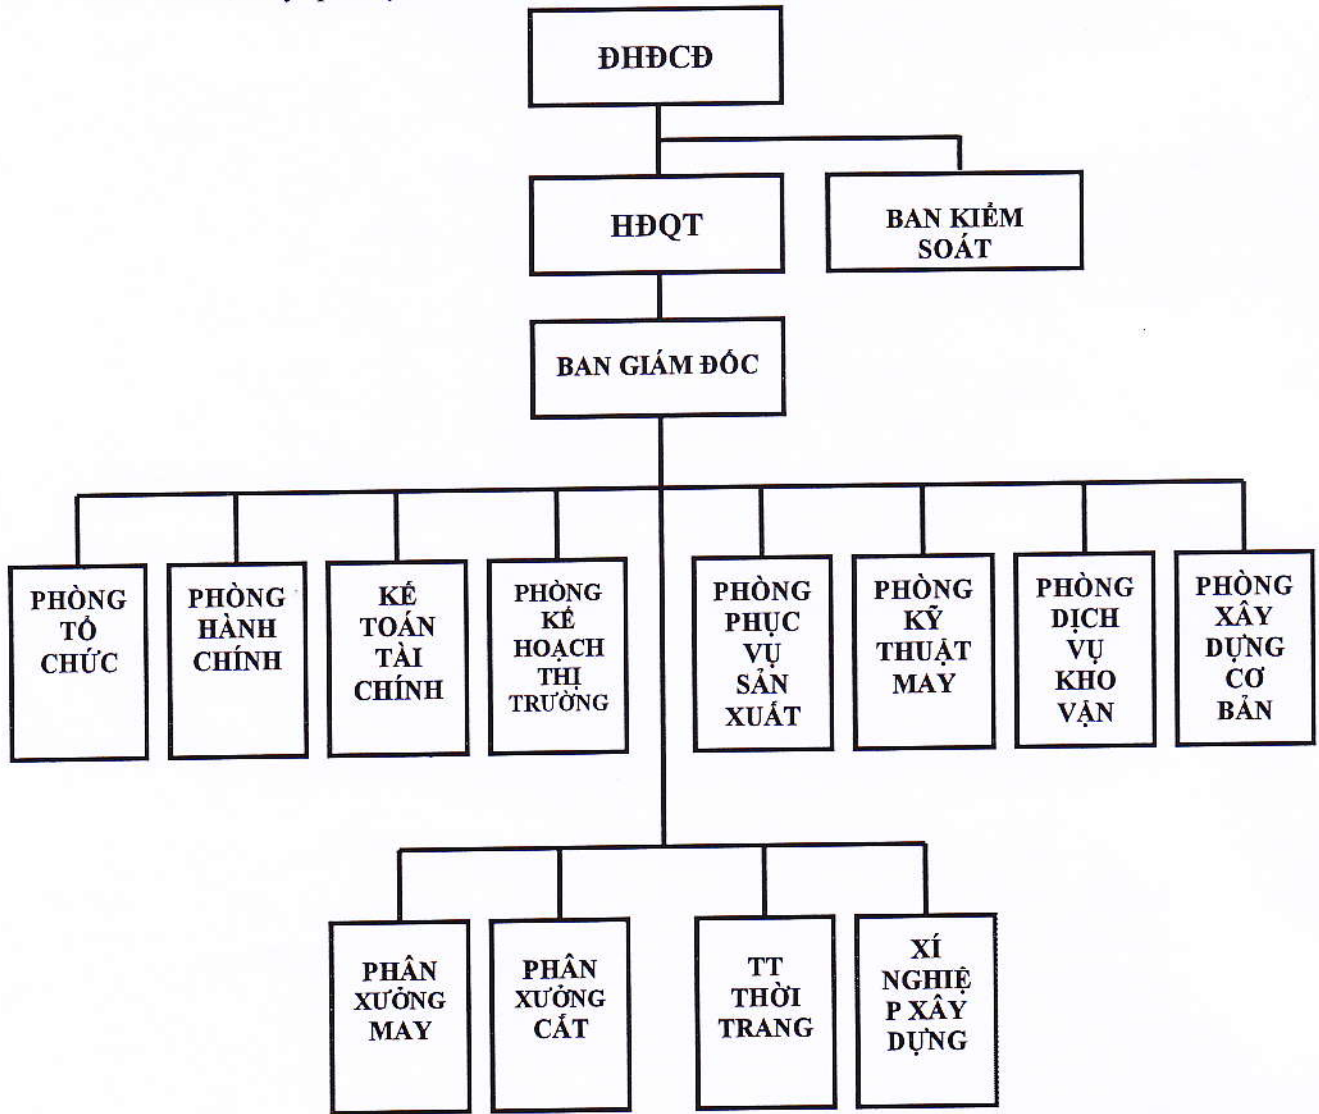 ĐHĐCĐ
HĐQT
BAN KIỂM
SOÁT
BAN GIÁM ĐỐC
PHÒNG
TỔ
CHỨC
PHÒNG
HÀNH
CHÍNH
KẾ
TOÁN
TÀI
CHÍNH
PHÒNG
KẾ
HOẠCH
THỊ
TRƯỜNG
PHÒNG
PHỤC
VỤ
SẢN
XUẤT
PHÒNG
KỸ
THUẬT
MAY
PHÒNG
DỊCH
VỤ
KHO
VẬN
PHÒNG
XÂY
DỰNG
CƠ
BẢN
PHÂN
XƯỞNG
MAY
PHÂN
XƯỞNG
CẮT
TT
THỜI
TRANG
XÍ
NGHIỆ
P XÂY
DỰNG